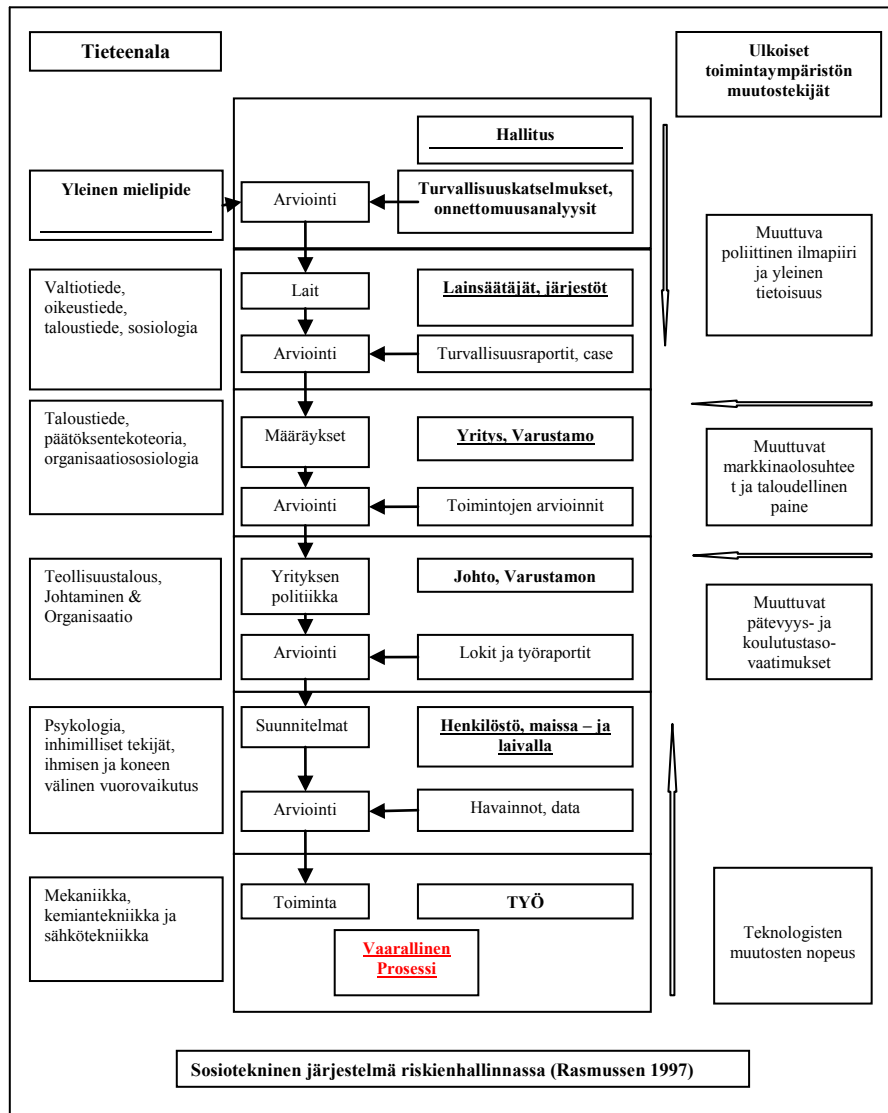 Tieteenala
Ulkoiset
toimintaympäristön
muutostekijät
Hallitus
Yleinen mielipide
Arviointi
Turvallisuuskatselmukset,
onnettomuusanalyysit
Muuttuva
poliittinen ilmapiiri
ja yleinen
tietoisuus
Valtiotiede,
oikeustiede,
taloustiede, sosiologia
Lait
Lainsäätäjät, järjestöt
Arviointi
Turvallisuusraportit, case
Taloustiede,
päätöksentekoteoria,
organisaatiososiologia
Määräykset
Yritys, Varustamo
Muuttuvat
markkinaolosuhtee
t ja taloudellinen
paine
Arviointi
Toimintojen arvioinnit
Teollisuustalous,
Johtaminen &
Organisaatio
Yrityksen
politiikka
Johto, Varustamon
Muuttuvat
pätevyys- ja
koulutustaso-
vaatimukset
Arviointi
Lokit ja työraportit
Psykologia,
inhimilliset tekijät,
ihmisen ja koneen
välinen vuorovaikutus
Suunnitelmat
Henkilöstö, maissa – ja
laivalla
Arviointi
Havainnot, data
Mekaniikka,
kemiantekniikka ja
sähkötekniikka
Toiminta
TYÖ
Teknologisten
muutosten nopeus
Vaarallinen
Prosessi
Sosiotekninen järjestelmä riskienhallinnassa (Rasmussen 1997)